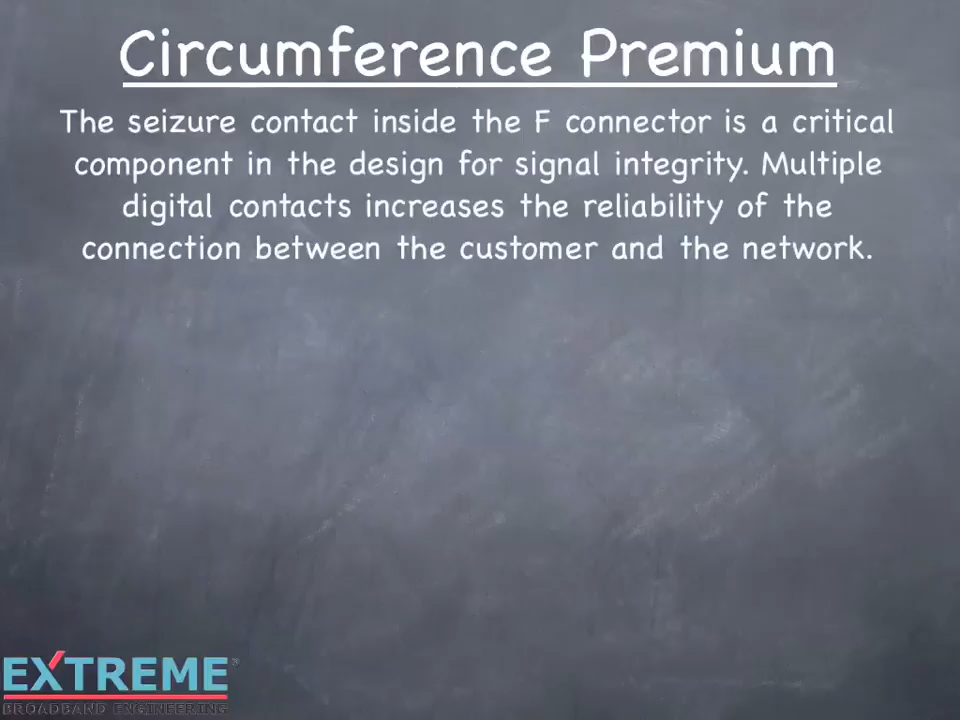 Circumference Premium
The seizure contact inside the F connector is a critical
component in the design for signal integrity. Multiple
digital contacts increases the reliability of the
connection between the customer and the network.
EXTREME
BROADBAND ENGINEERING